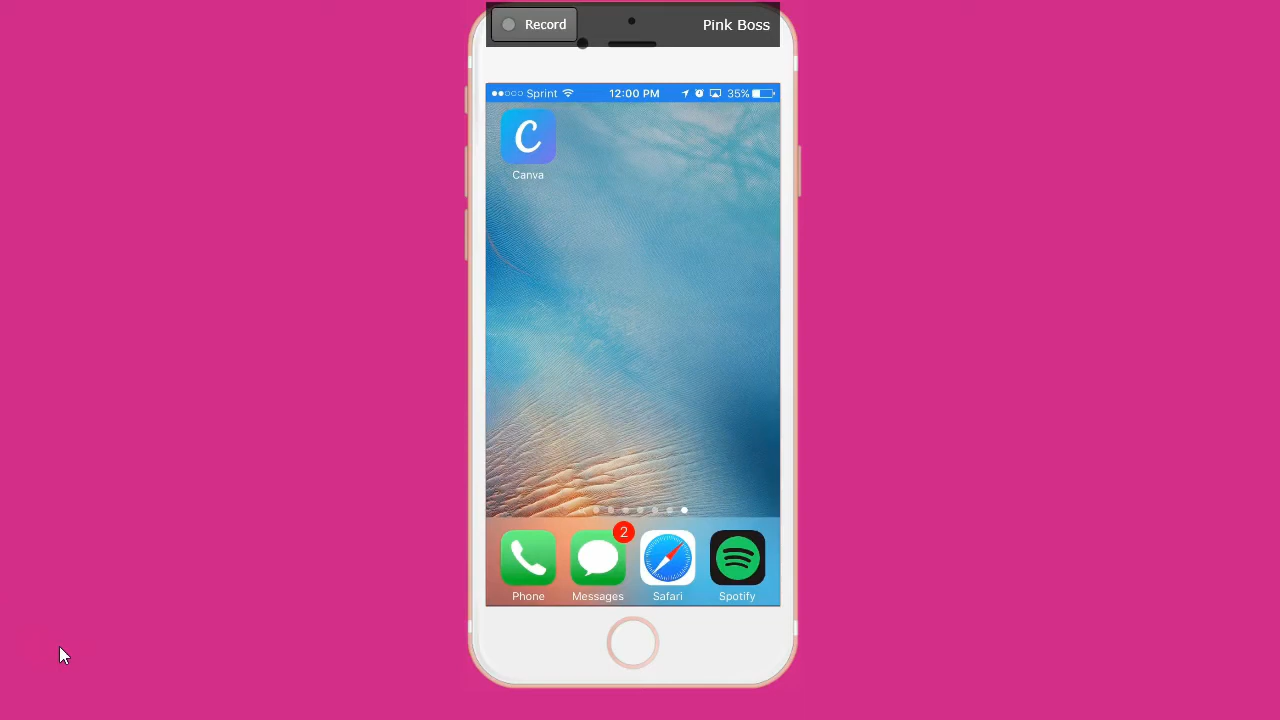 Record Pink Boss
Sprint 12:00 PM 35%
C
Canva
2
Phone Messages Safari Spotify